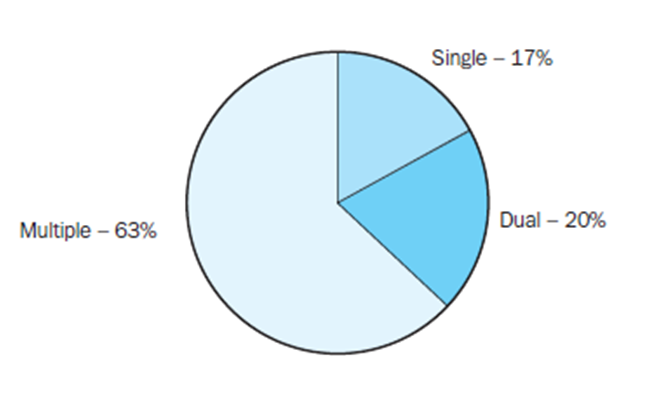 Single – 17%
Dual – 20%
Multiple – 63%